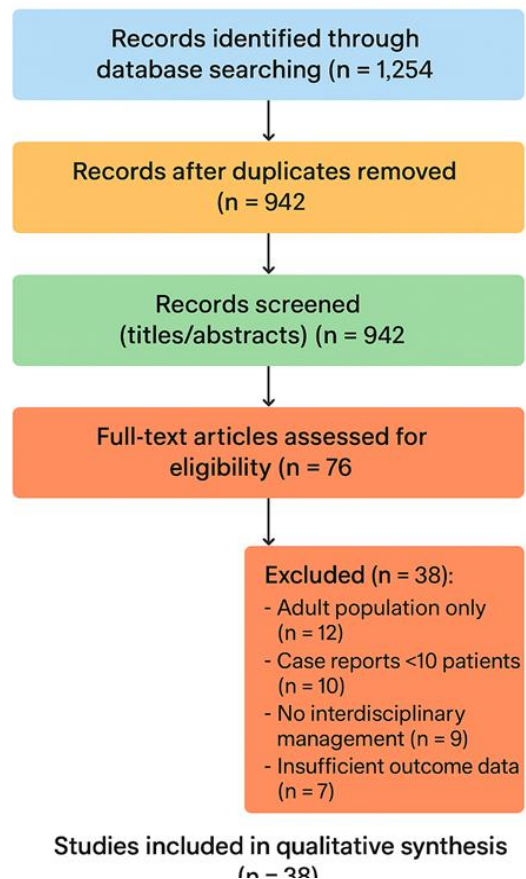 Records identified through
database searching (n = 1,254
Records after duplicates removed
(n = 942
Records screened
(titles/abstracts) (n = 942
Full-text articles assessed for
eligibility (n = 76
Excluded (n = 38):
- Adult population only
(n = 12)
- Case reports <10 patients
(n = 10)
- No interdisciplinary
management (n = 9)
- Insufficient outcome data
(n = 7)
Studies included in qualitative synthesis
(n = 38)